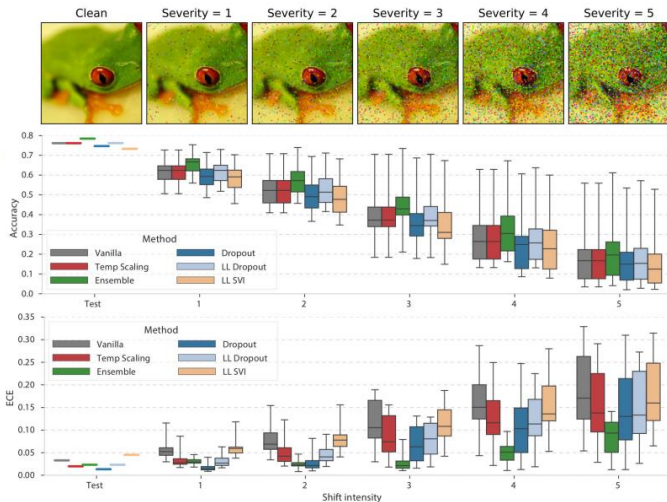 Clean Severity = 1 Severity = 2 Severity = 3 Severity = 4 Severity = 5
0.8
0.7
0.6
0.5
0.4
0.3
0.2
0.1
0.0
Accuracy
Method
Vanilla Dropout
Temp Scaling LL Dropout
Ensemble LL SVI
Test 1 2 3 4 5
0.35
0.30
0.25
0.20
0.15
0.10
0.05
0.00
ECE
Method
Vanilla Dropout
Temp Scaling LL Dropout
Ensemble LL SVI
Test 1 2 3 4 5
Shift intensity